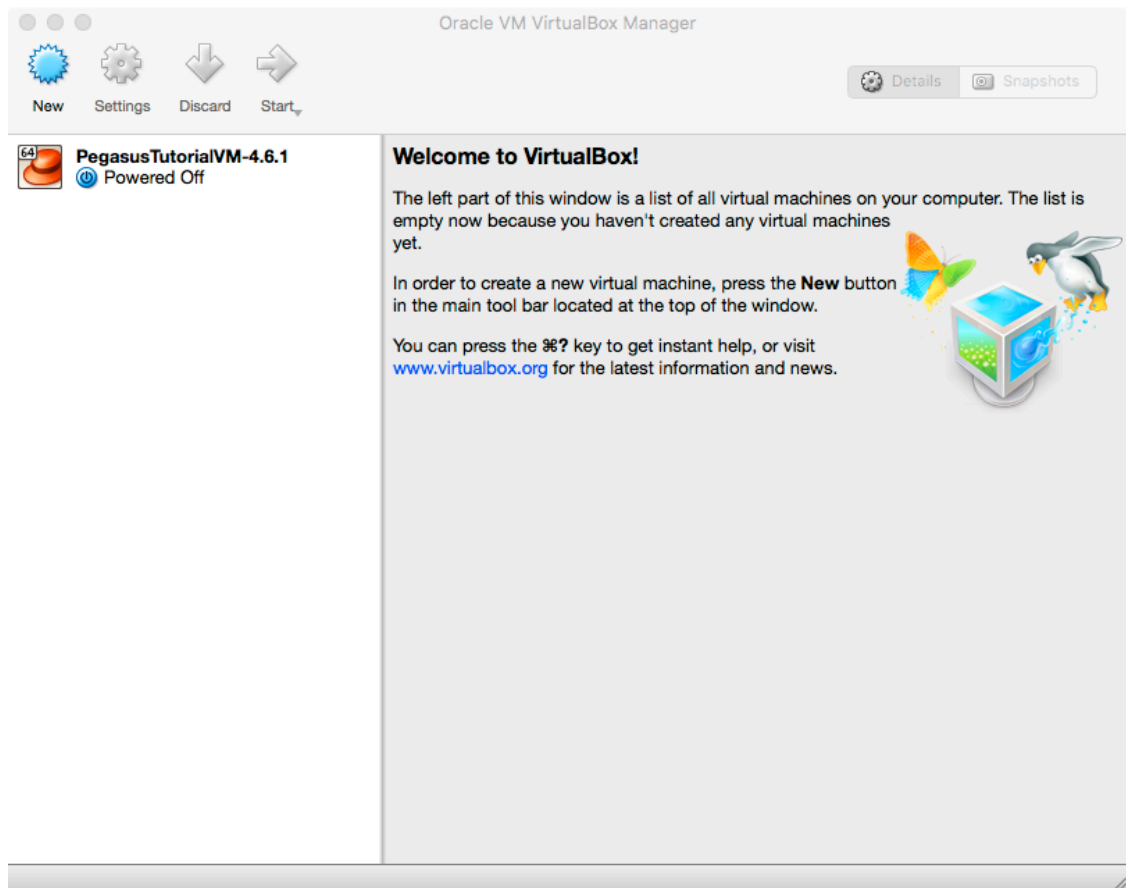 Oracle VM VirtualBox Manager
New Settings Discard Start
Details Snapshots
64 PegasusTutorialVM-4.6.1
Powered Off
Welcome to VirtualBox!
The left part of this window is a list of all virtual machines on your computer. The list is
empty now because you haven't created any virtual machines
yet.
In order to create a new virtual machine, press the New button
in the main tool bar located at the top of the window.
You can press the ⌘? key to get instant help, or visit
www.virtualbox.org for the latest information and news.